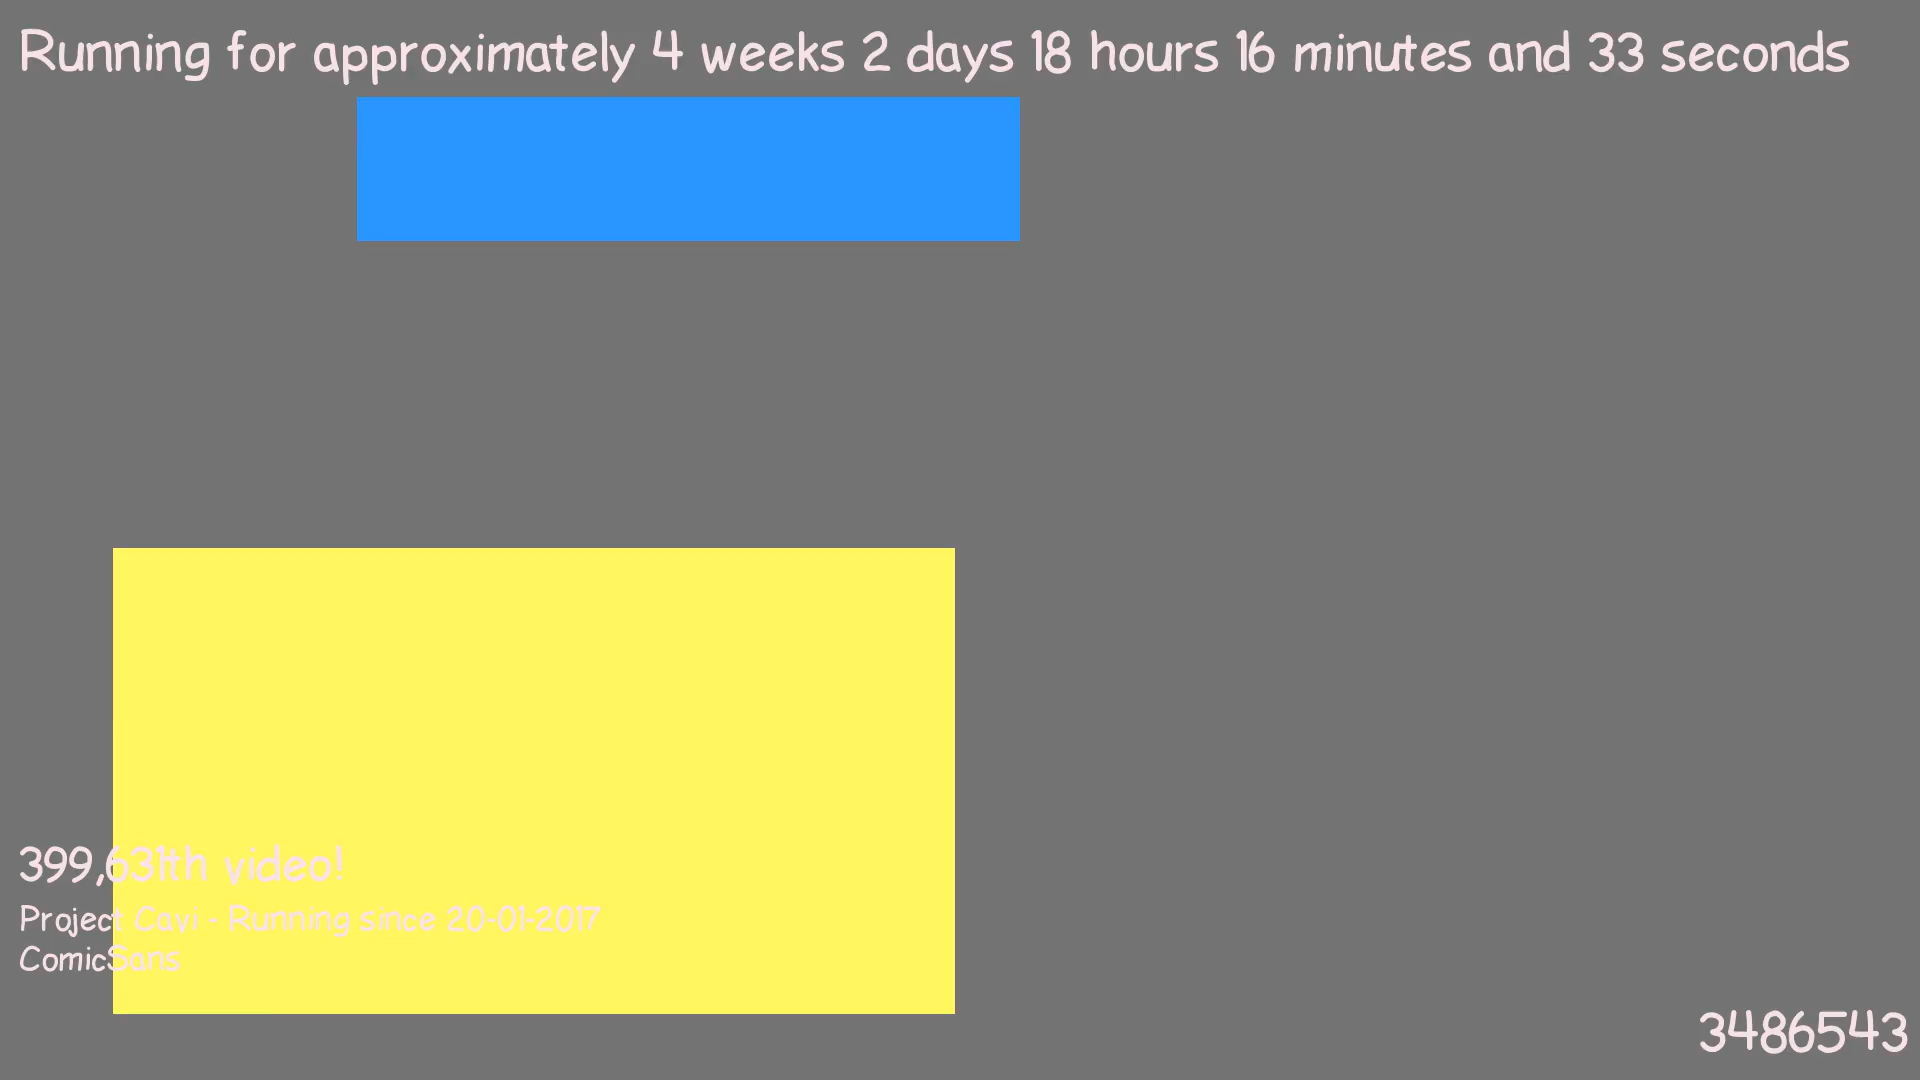 Running for approximately 4 weeks 2 days 18 hours 16 minutes and 33 seconds
399,631th video!
Project Cavi - Running since 20-01-2017
ComicSans
3486543